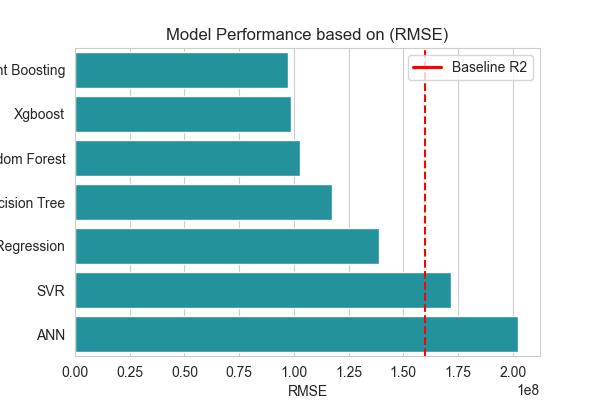 Model Performance based on (RMSE)
nt Boosting
Xgboost
dom Forest
cision Tree
Regression
SVR
ANN
Baseline R2
0.00 0.25 0.50 0.75 1.00 1.25 1.50 1.75 2.00
1e8
RMSE